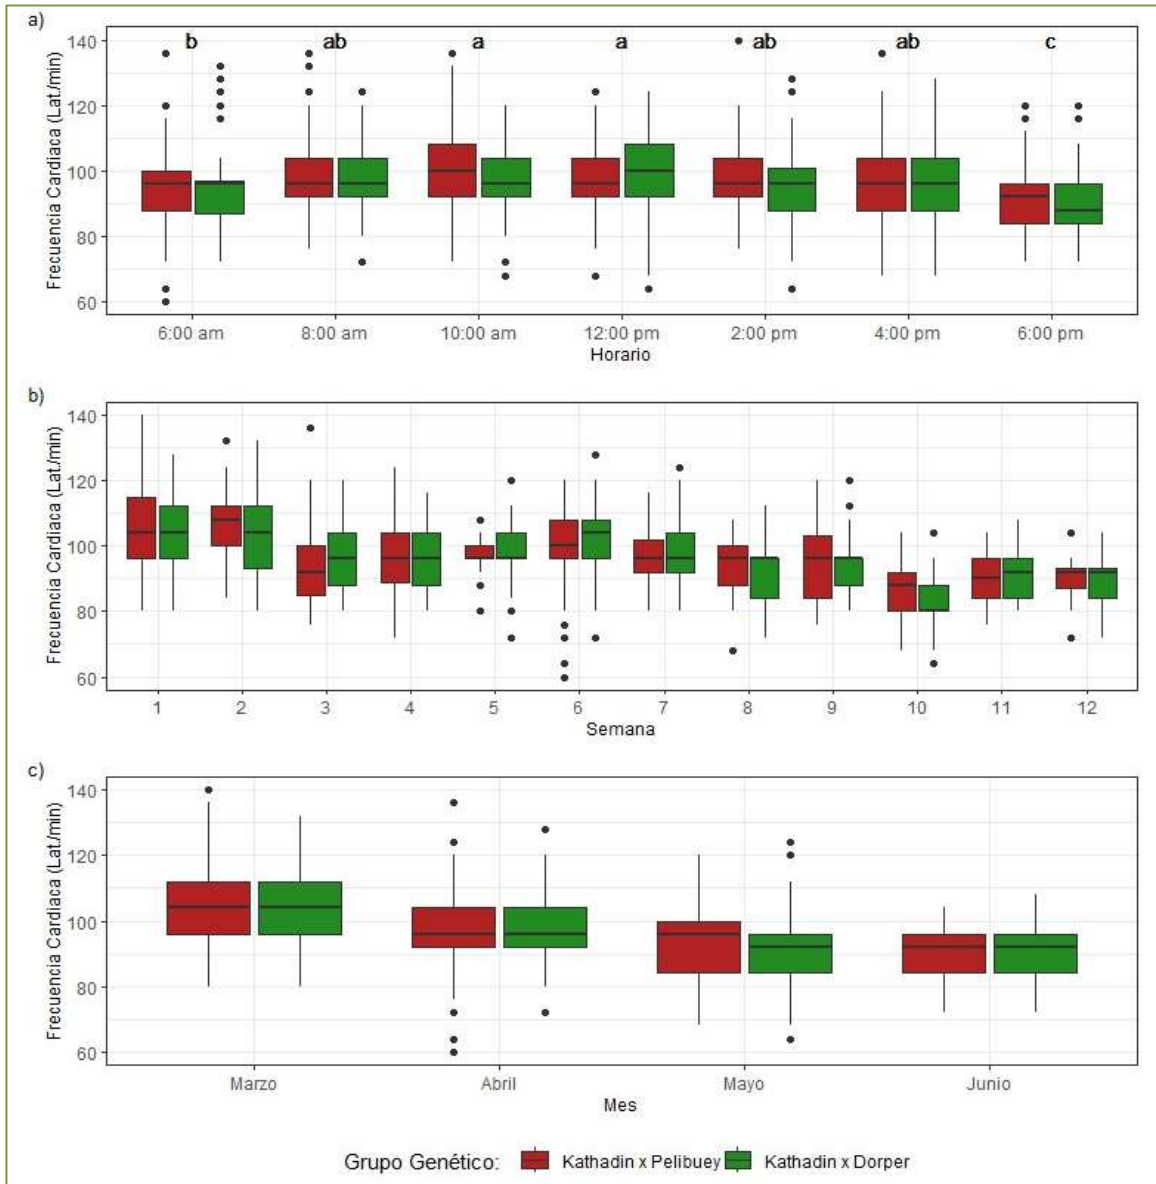 a)
b ab a a ab ab c
Frecuencia Cardiaca (Lat./min)
140
120
100
80
60
6:00 am 8:00 am 10:00 am 12:00 pm 2:00 pm 4:00 pm 6:00 pm
Horario
b)
Frecuencia Cardiaca (Lat./min)
140
120
100
80
60
1 2 3 4 5 6 7 8 9 10 11 12
Semana
c)
Frecuencia Cardiaca (Lat./min)
140
120
100
80
60
Marzo Abril Mayo Junio
Mes
Grupo Genético: Kathadin x Pelibuey Kathadin x Dorper